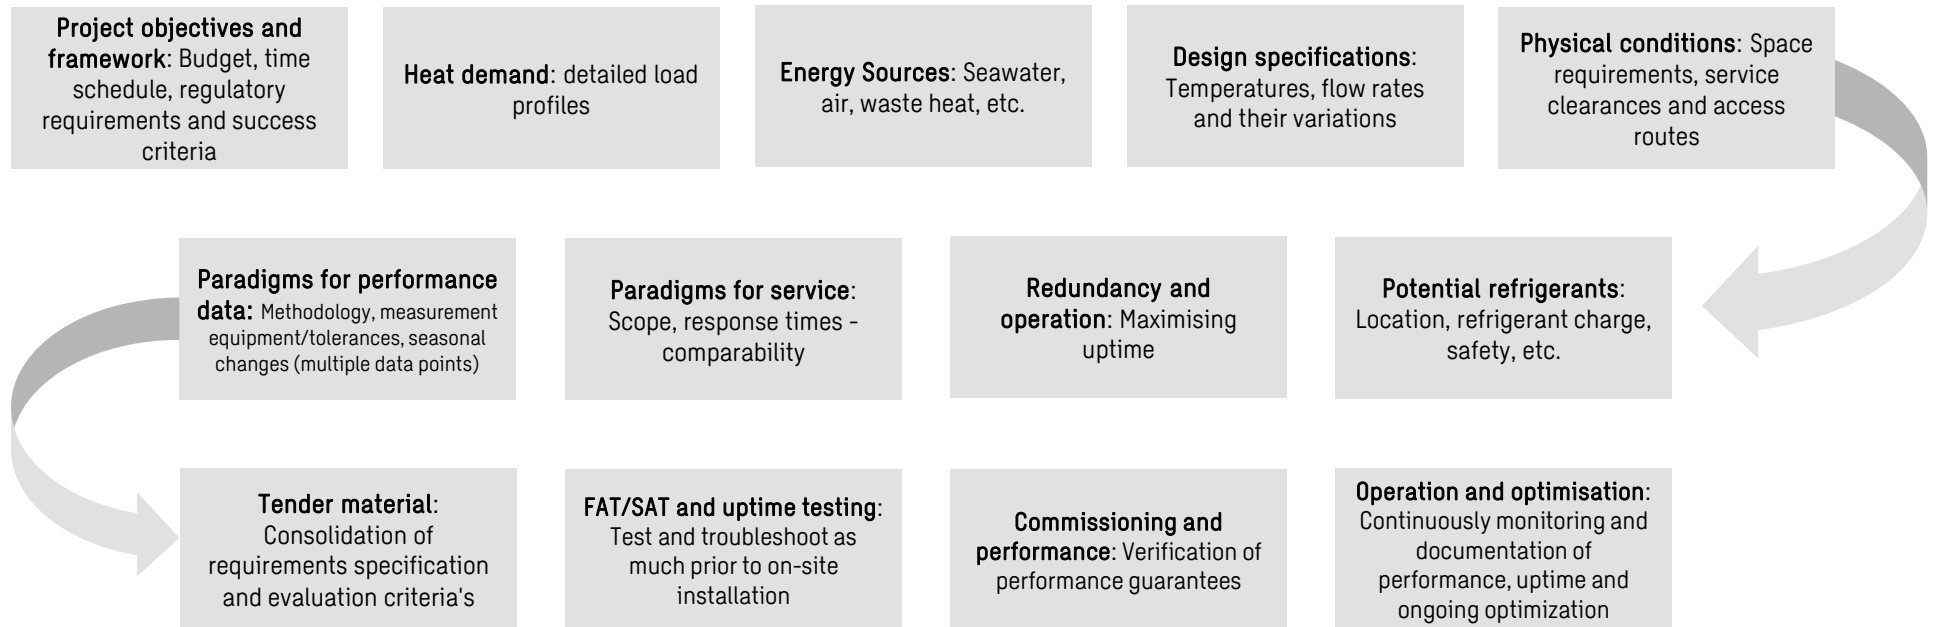 Project objectives and
framework: Budget, time
schedule, regulatory
requirements and success
criteria
Heat demand: detailed load
profiles
Energy Sources: Seawater,
air, waste heat, etc.
Design specifications:
Temperatures, flow rates
and their variations
Physical conditions: Space
requirements, service
clearances and access
routes
Potential refrigerants:
Location, refrigerant charge,
safety, etc.
Redundancy and
operation: Maximising
uptime
Paradigms for service:
Scope, response times -
comparability
Paradigms for performance
data: Methodology, measurement
equipment/tolerances, seasonal
changes (multiple data points)
Tender material:
Consolidation of
requirements specification
and evaluation criteria's
FAT/SAT and uptime testing:
Test and troubleshoot as
much prior to on-site
installation
Commissioning and
performance: Verification of
performance guarantees
Operation and optimisation:
Continuously monitoring and
documentation of
performance, uptime and
ongoing optimization